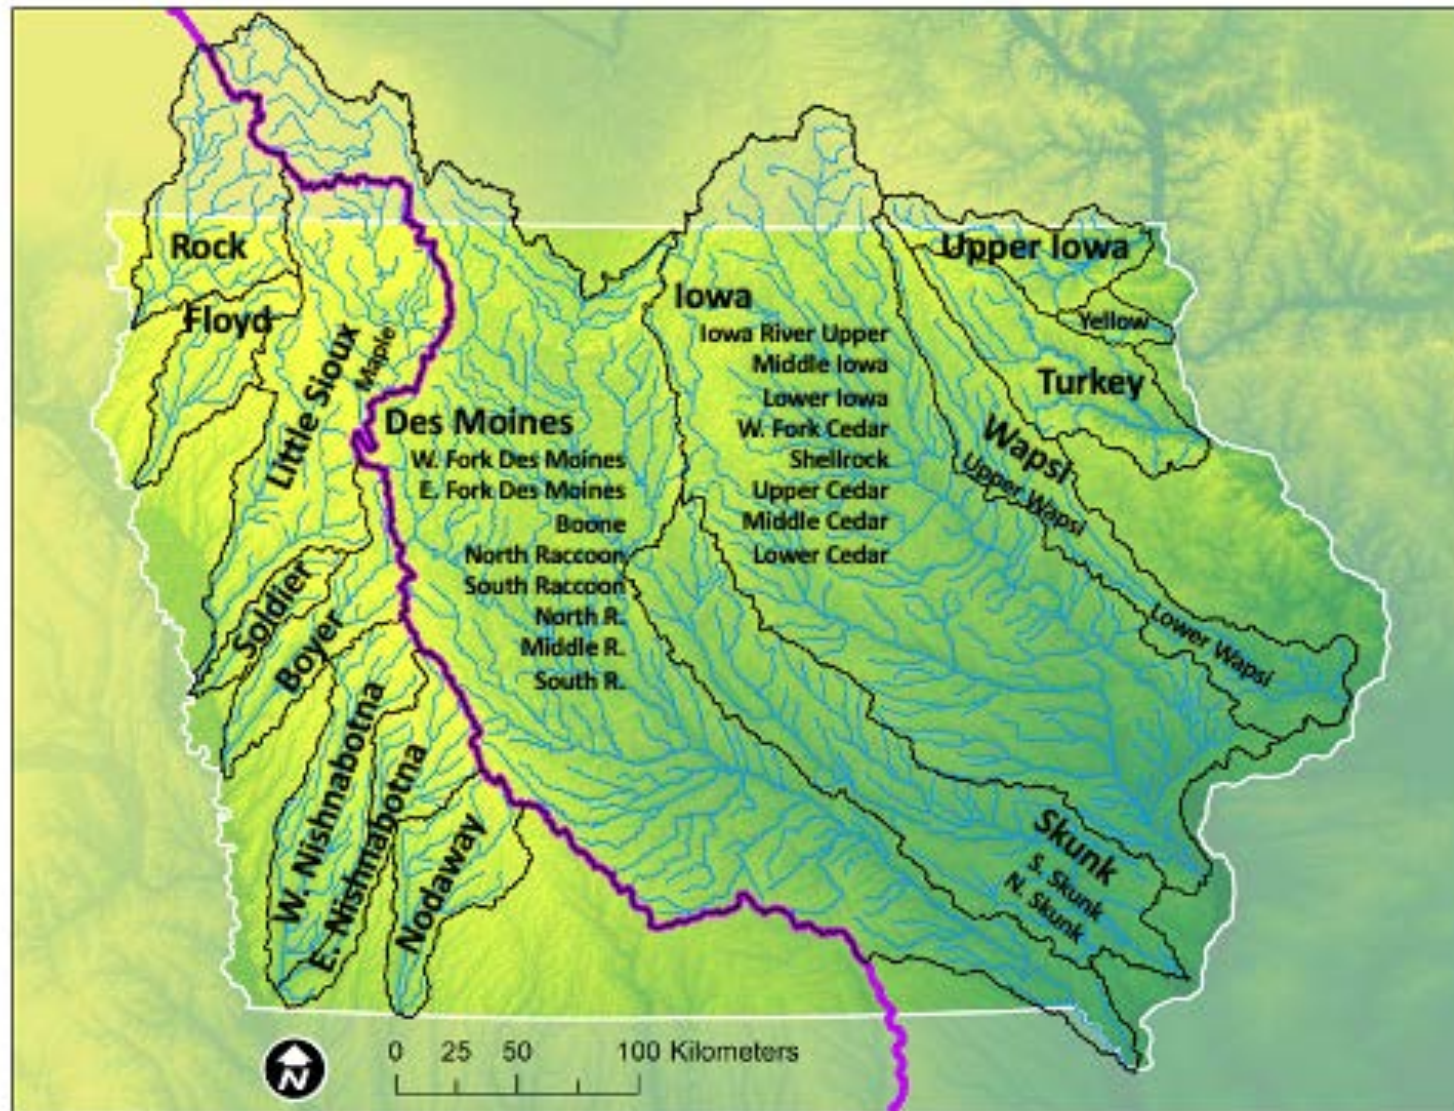 Rock
Upper Iowa
Iowa
Floyd
Yellow
Iowa River Upper
Maple
Middle Iowa
Turkey
Little Sioux
Lower Iowa
Des Moines
W. Fork Cedar
Wapsi
W. Fork Des Moines
Shellrock
E. Fork Des Moines
Upper Cedar
Upper Wapsi
Boone
Middle Cedar
North Raccoon
Lower Cedar
South Raccoon
Soldier
North R.
Middle R.
Lower Wapsi
Boyer
South R.
W. Nishnabotna
E. Nishnabotna
Nodaway
Skunk
S. Skunk
N. Skunk
N
0 25 50 100 Kilometers